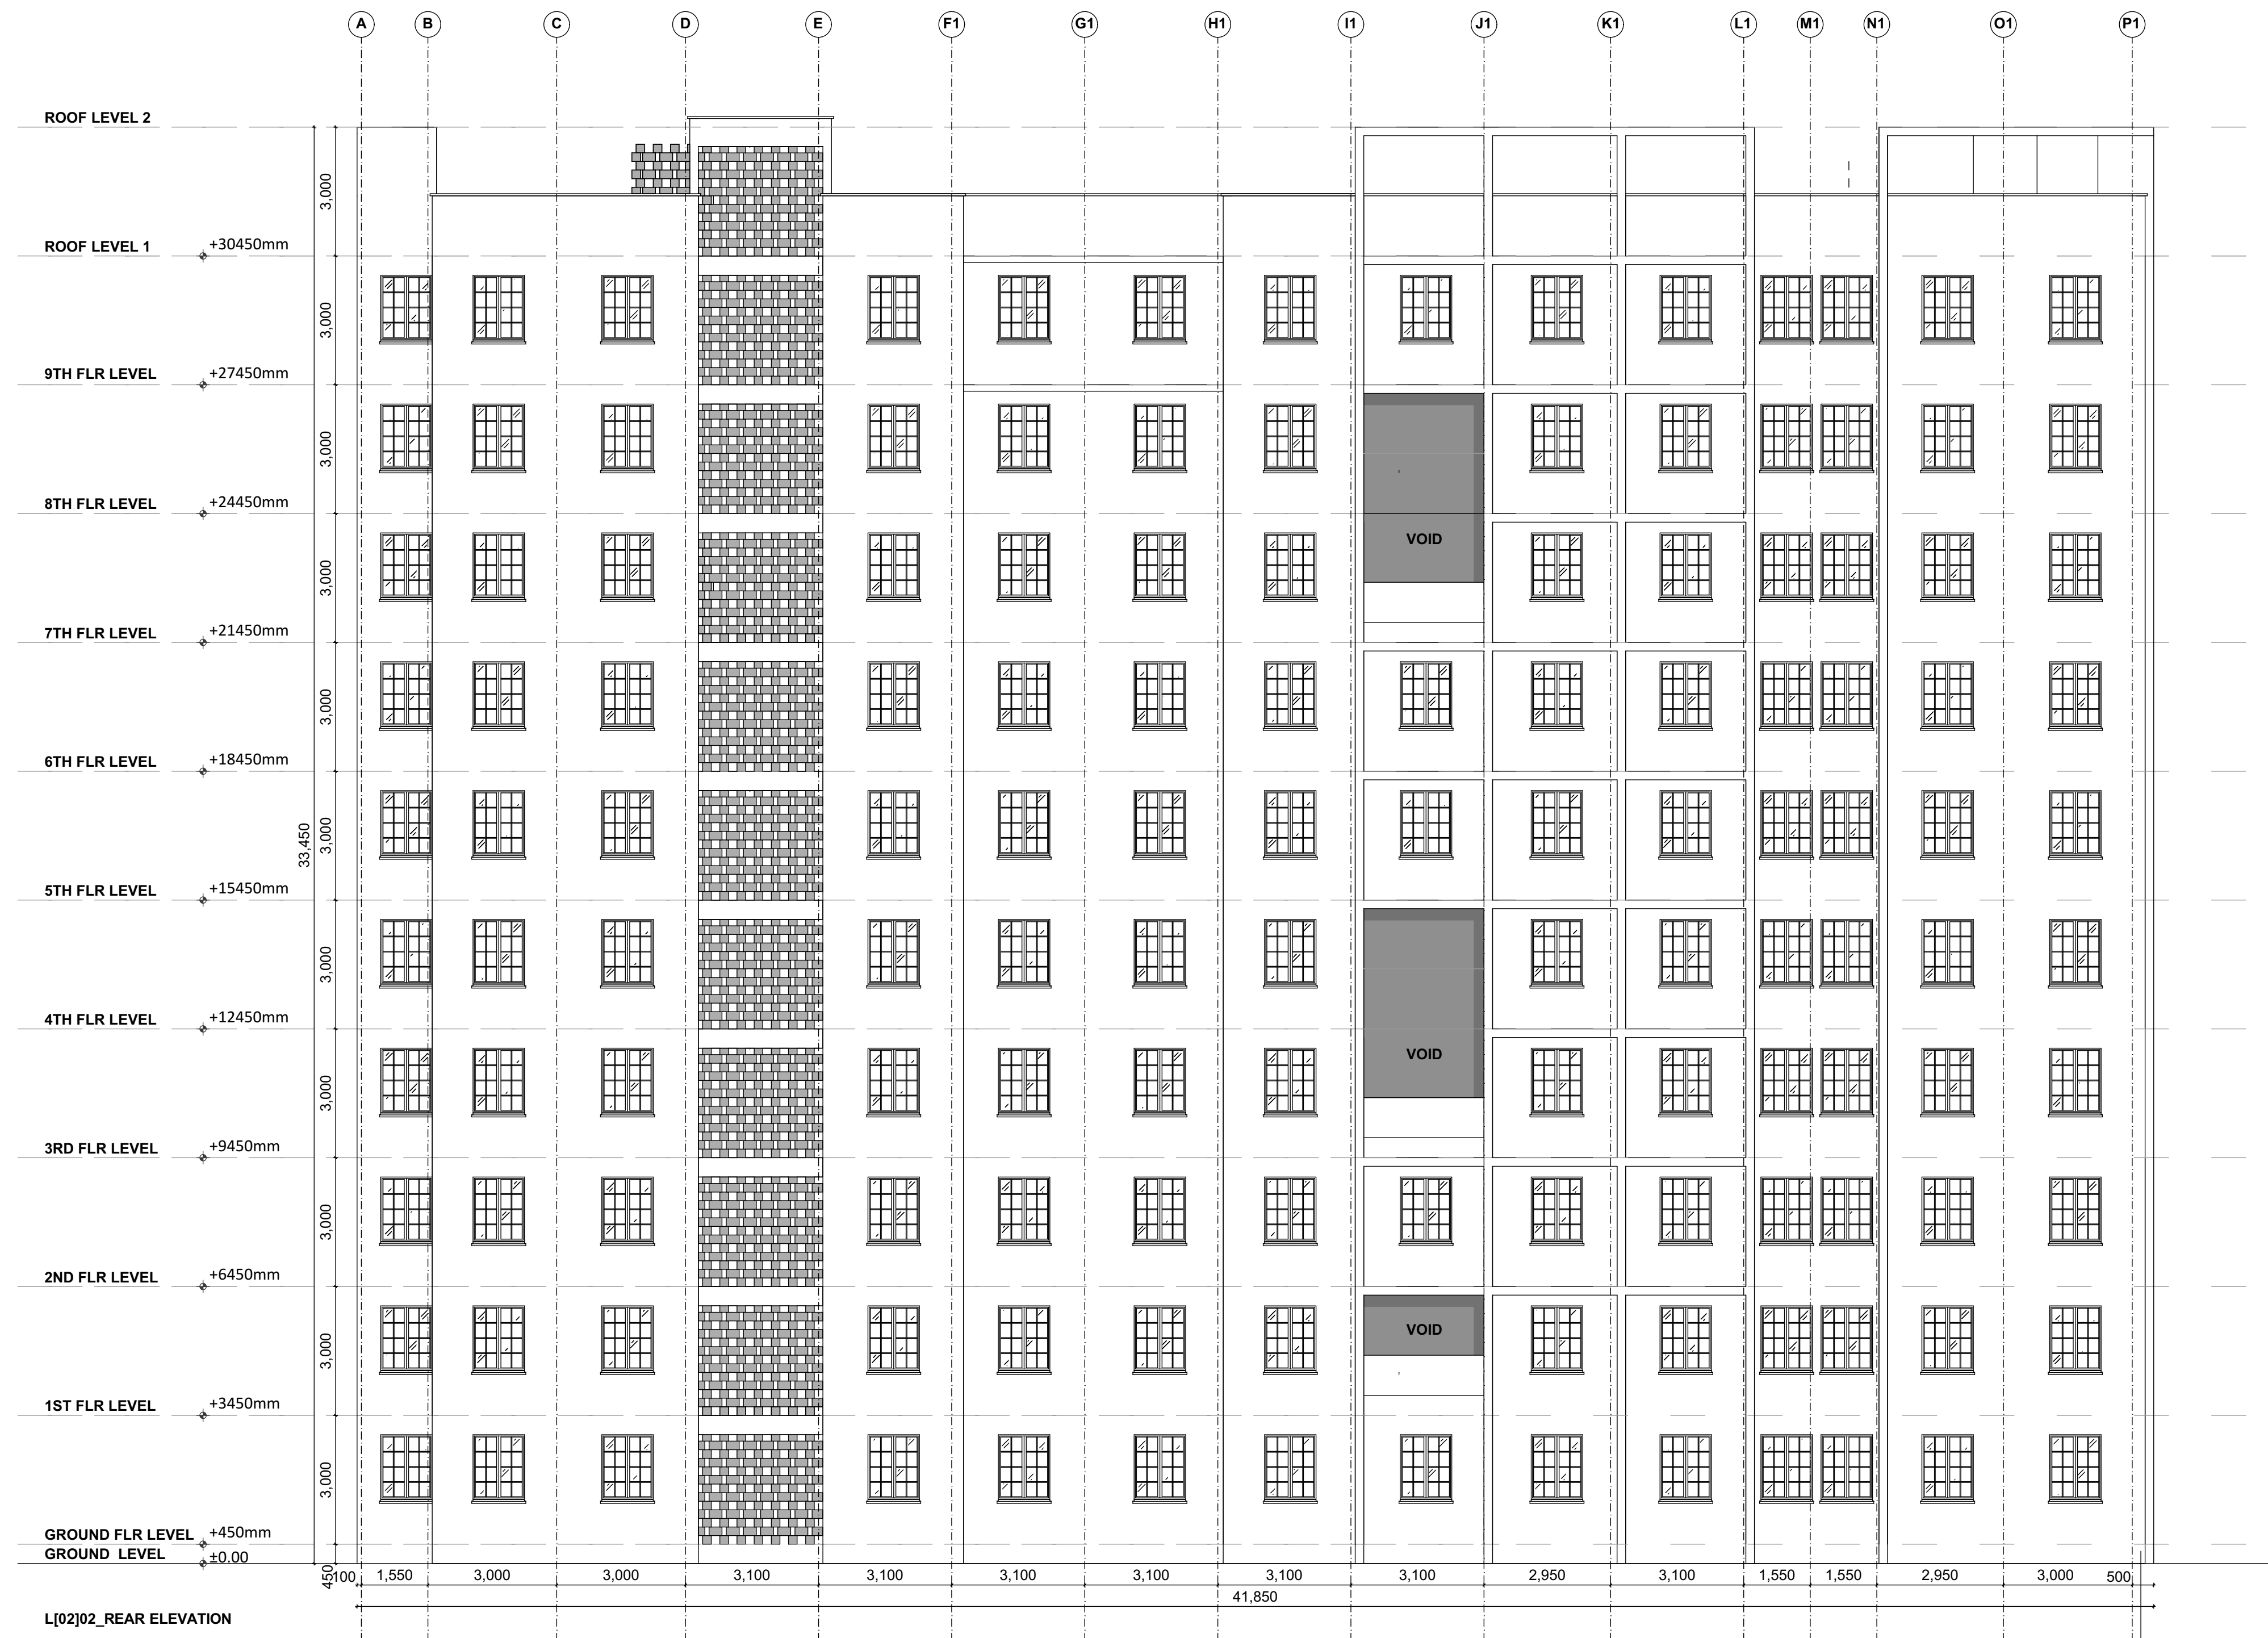 A B C D E F1 G1 H1 I1 J1 K1 L1 M1 N1 O1 P1
ROOF LEVEL 2
3,000
ROOF LEVEL 1 +30450mm
3,000
9TH FLR LEVEL +27450mm
3,000
8TH FLR LEVEL +24450mm
VOID
3,000
7TH FLR LEVEL +21450mm
3,000
6TH FLR LEVEL +18450mm
33,450
3,000
5TH FLR LEVEL +15450mm
3,000
4TH FLR LEVEL +12450mm
VOID
3,000
3RD FLR LEVEL +9450mm
3,000
2ND FLR LEVEL +6450mm
VOID
3,000
1ST FLR LEVEL +3450mm
3,000
GROUND FLR LEVEL +450mm
GROUND LEVEL ±0.00
450 100 1,550 3,000 3,000 3,100 3,100 3,100 3,100 3,100 3,100 2,950 3,100 1,550 1,550 2,950 3,000 500
41,850
L[02]02_REAR ELEVATION